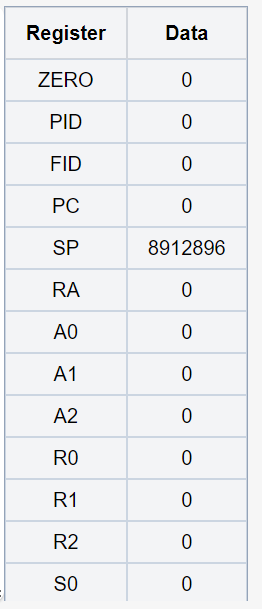 Register Data
ZERO 0
PID 0
FID 0
PC 0
SP 8912896
RA 0
A0 0
A1 0
A2 0
R0 0
R1 0
R2 0
S0 0